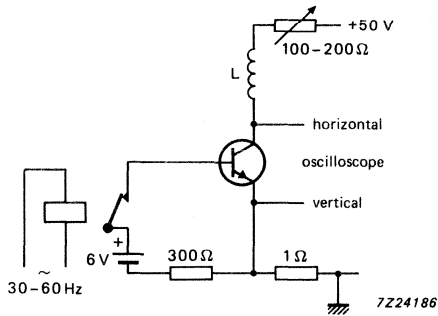 +50 V
100–200Ω
L
horizontal
oscilloscope
vertical
+
6 V
300Ω
1Ω
~
30–60 Hz
7Z24186